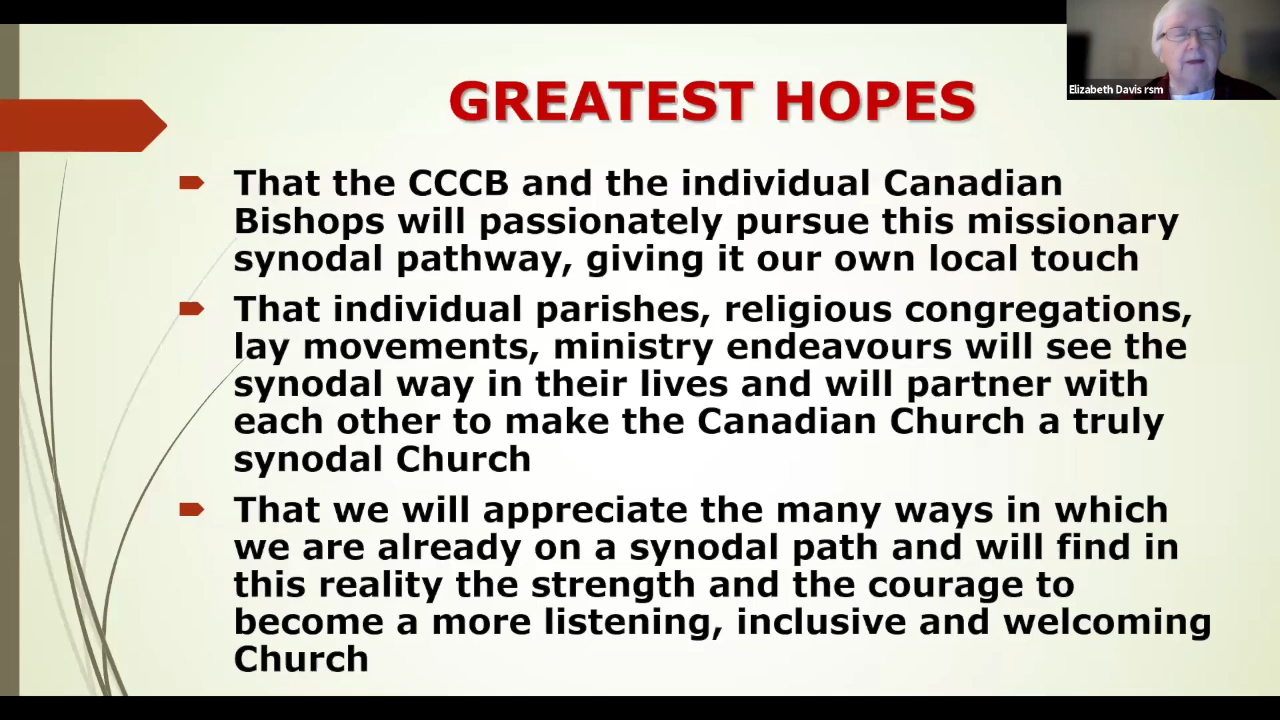 GREATEST HOPES
Elizabeth Davis rsm
That the CCCB and the individual Canadian
Bishops will passionately pursue this missionary
synodal pathway, giving it our own local touch
That individual parishes, religious congregations,
lay movements, ministry endeavours will see the
synodal way in their lives and will partner with
each other to make the Canadian Church a truly
synodal Church
That we will appreciate the many ways in which
we are already on a synodal path and will find in
this reality the strength and the courage to
become a more listening, inclusive and welcoming
Church